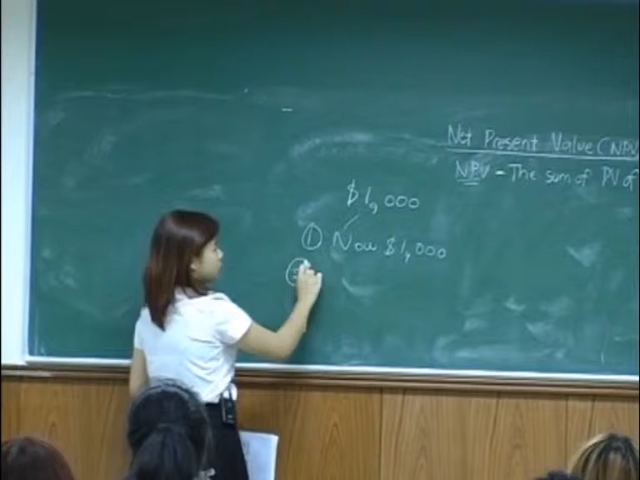 Net Present Value (NPV
NPV - The sum of PV of
$1,000
① Now $1,000
②